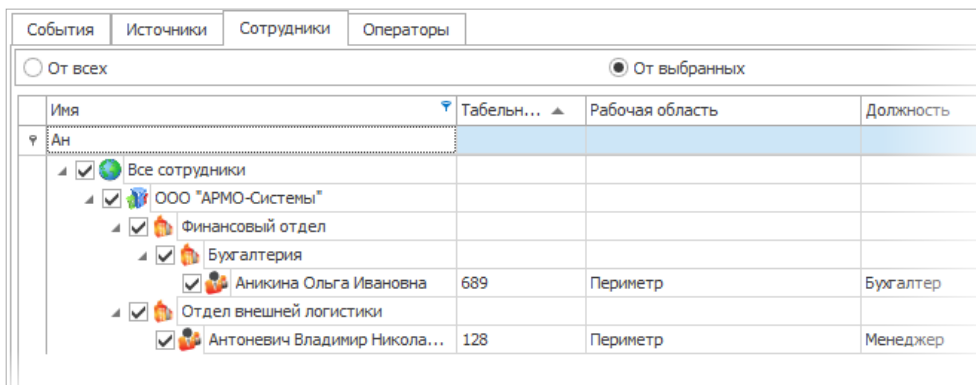 События Источники Сотрудники Операторы
От всех От выбранных
Имя Табельн... Рабочая область Должность
Ан
Все сотрудники
ООО "АРМО-Системы"
Финансовый отдел
Бухгалтерия
Аникина Ольга Ивановна 689 Периметр Бухгалтер
Отдел внешней логистики
Антоневич Владимир Никола... 128 Периметр Менеджер